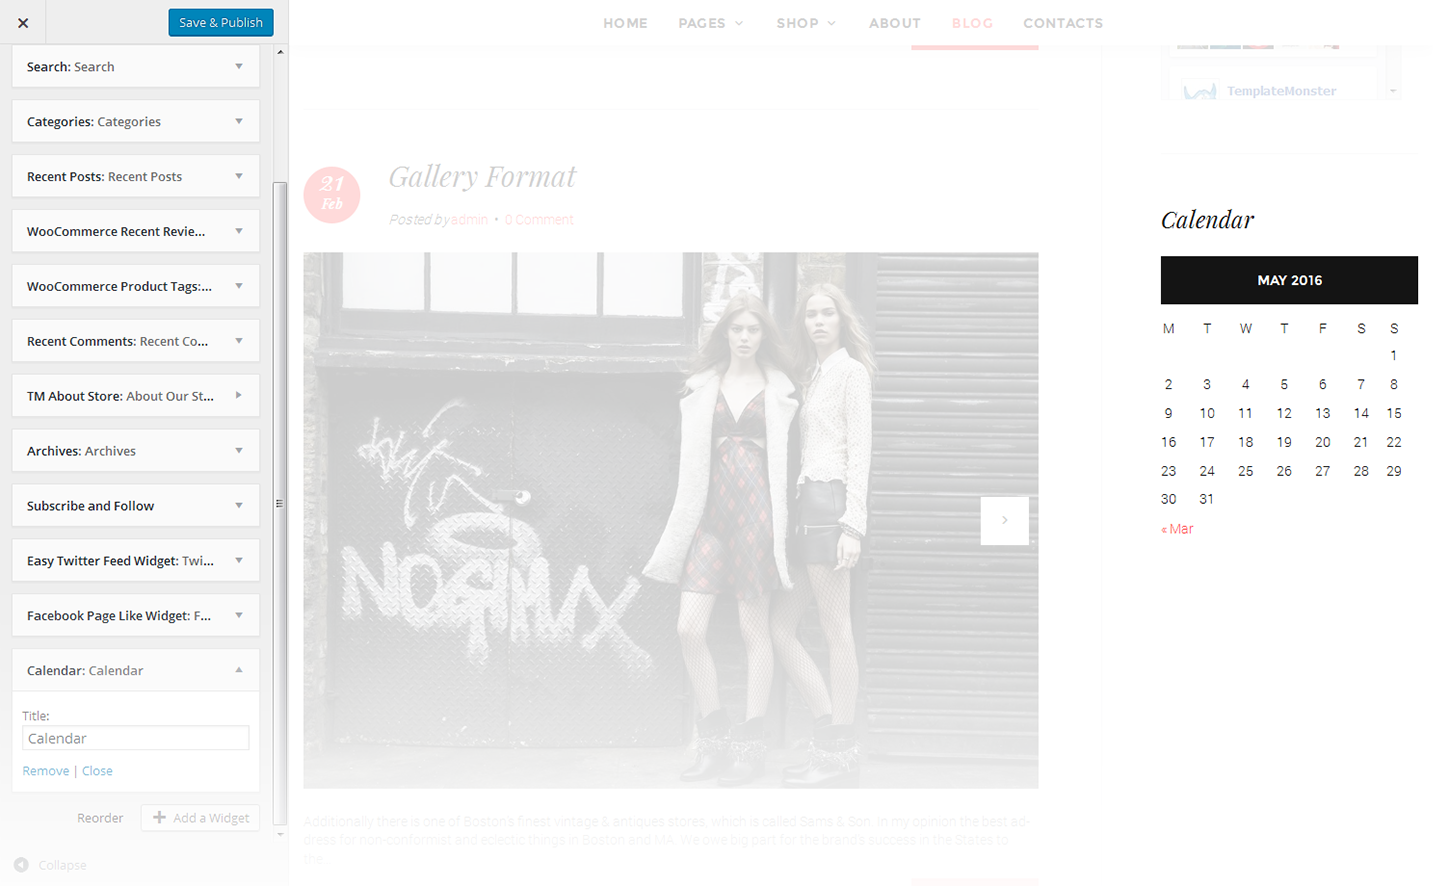 Save & Publish
HOME PAGES SHOP ABOUT BLOG CONTACTS
Search: Search
Categories: Categories
Recent Posts: Recent Posts
WooCommerce Recent Revie...
WooCommerce Product Tags:...
Recent Comments: Recent Co...
TM About Store: About Our St...
Archives: Archives
Subscribe and Follow
Easy Twitter Feed Widget: Twi...
Facebook Page Like Widget: F...
Calendar: Calendar
Title:
Calendar
Remove | Close
Reorder
Add a Widget
Collapse
21
Feb
Gallery Format
Posted by admin • 0 Comment
NOGHAX
Additionally there is one of Boston's finest vintage & antiques stores, which is called Sams & Son. In my opinion the best ad-
dress for non-conformist and eclectic things in Boston and MA. We owe big part for the brand's success in the States to
the
TemplateMonster
Calendar
MAY 2016
M T W T F S S
1
2 3 4 5 6 7 8
9 10 11 12 13 14 15
16 17 18 19 20 21 22
23 24 25 26 27 28 29
30 31
« Mar